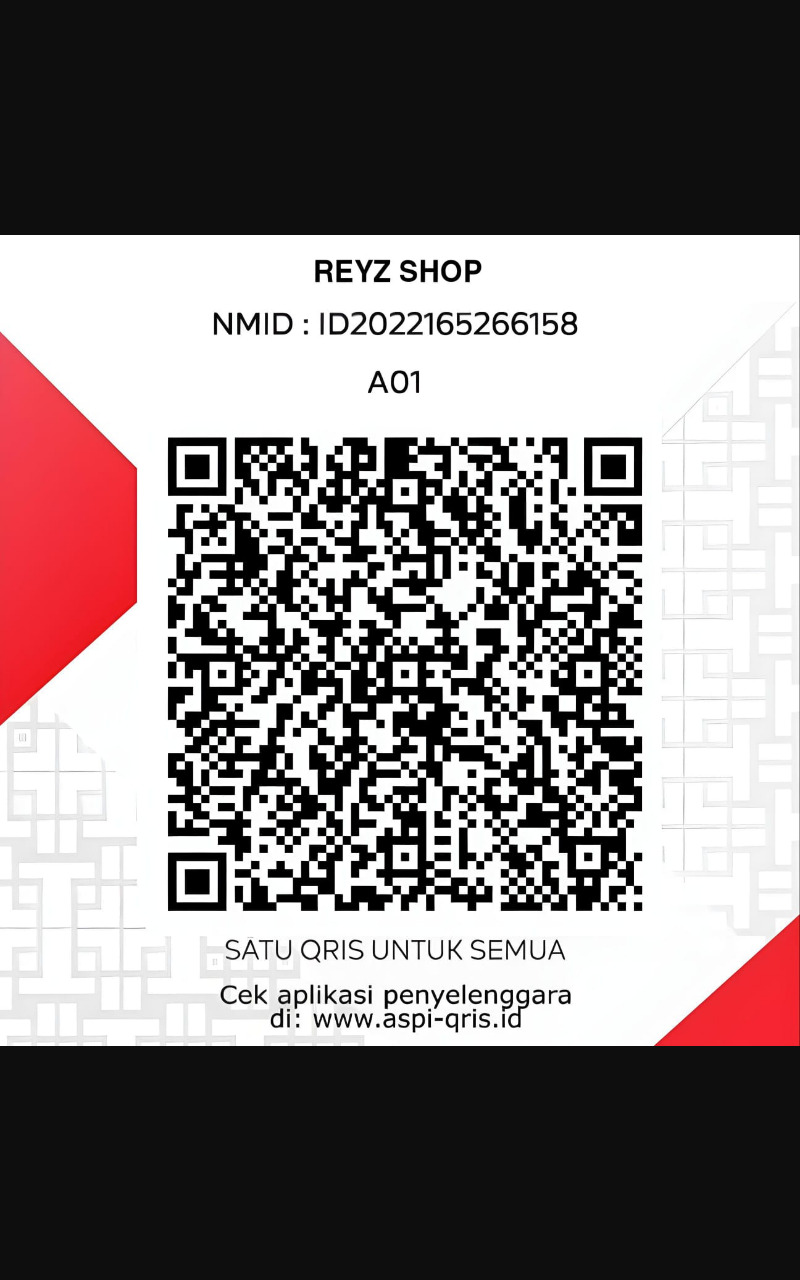 REYZ SHOP
NMID : ID2022165266158
A01
SATU QRIS UNTUK SEMUA
Cek aplikasi penyelenggara
di: www.aspi-qris.id